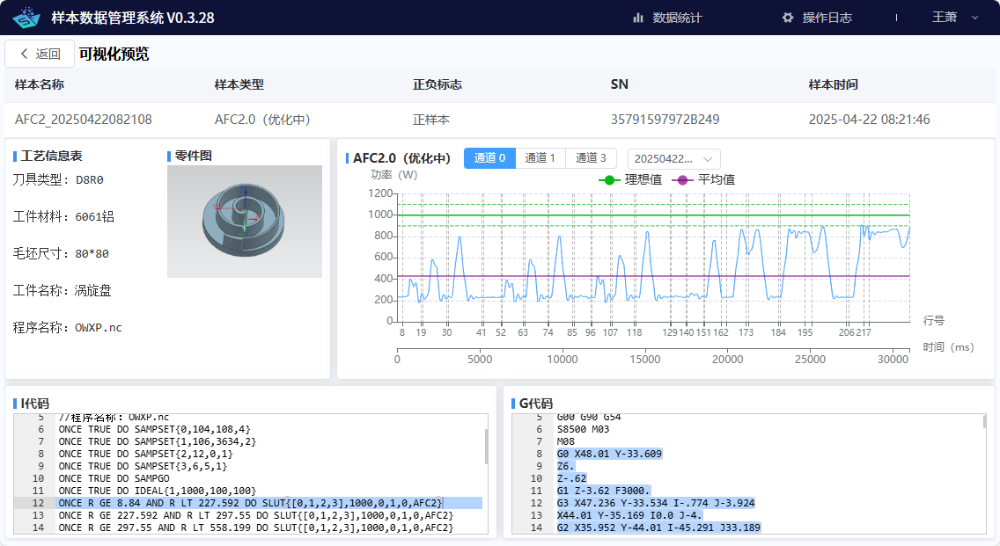 样本数据管理系统 V0.3.28 数据统计 操作日志 王萧
返回 可视化预览
样本名称 样本类型 正负标志 SN 样本时间
AFC2_20250422082108 AFC2.0（优化中） 正样本 35791597972B249 2025-04-22 08:21:46
工艺信息表
刀具类型：D8R0
工件材料：6061铝
毛坯尺寸：80*80
工件名称：涡旋盘
程序名称：OWXP.nc
零件图
AFC2.0（优化中） 通道 0 通道 1 通道 3 20250422...
功率（W） 理想值 平均值
1200
1000
800
600
400
200
0
8 19 30 41 52 63 74 85 96 107 118 129 140 151 162 173 184 195 206 217 行号
0 5000 10000 15000 20000 25000 30000 时间（ms）
I代码
5 //程序名称：OWXP.nc
6 ONCE TRUE DO SAMPSET{0,104,108,4}
7 ONCE TRUE DO SAMPSET{1,106,3634,2}
8 ONCE TRUE DO SAMPSET{2,12,0,1}
9 ONCE TRUE DO SAMPSET{3,6,5,1}
10 ONCE TRUE DO SAMPGO
11 ONCE TRUE DO IDEAL{1,1000,100,100}
12 ONCE R GE 8.84 AND R LT 227.592 DO SLUT{[0,1,2,3],1000,0,1,0,AFC2}
13 ONCE R GE 227.592 AND R LT 297.55 DO SLUT{[0,1,2,3],1000,0,1,0,AFC2}
14 ONCE R GE 297.55 AND R LT 558.199 DO SLUT{[0,1,2,3],1000,0,1,0,AFC2}
G代码
5 G00 G90 G54
6 S8500 M03
7 M08
8 G0 X48.01 Y-33.609
9 Z6.
10 Z-.62
11 G1 Z-3.62 F3000.
12 G3 X47.236 Y-33.534 I-.774 J-3.924
13 X44.01 Y-35.169 I0.0 J-4.
14 G2 X35.952 Y-44.01 I-45.291 J33.189